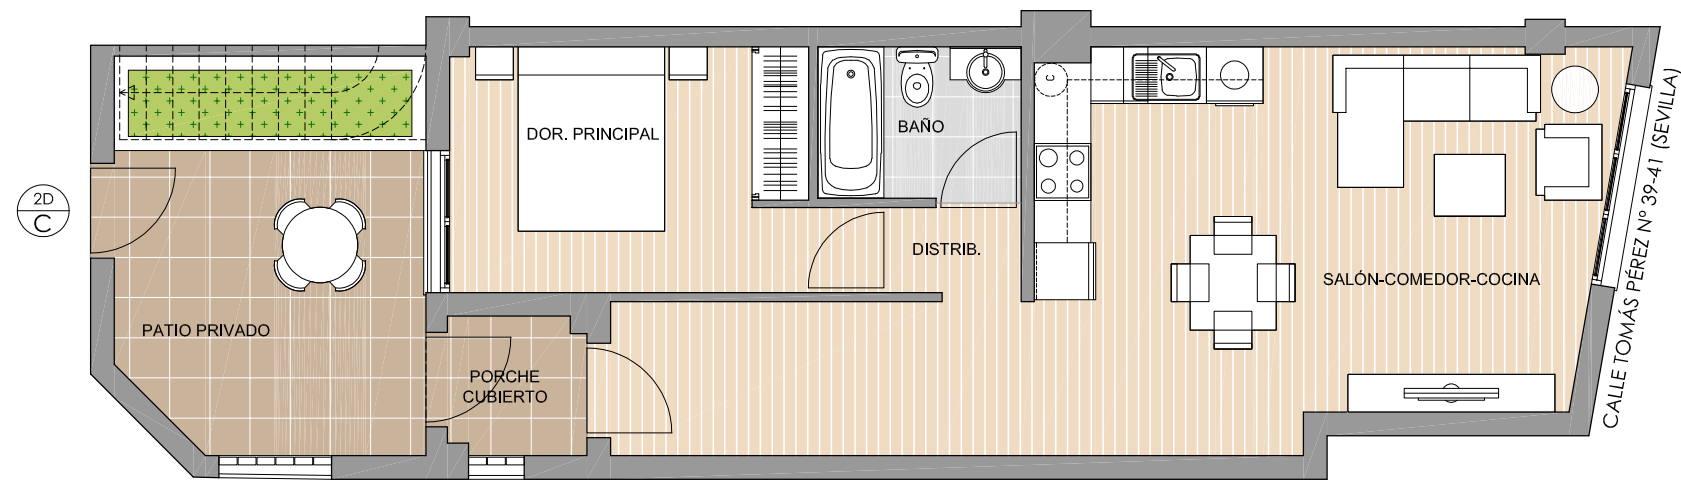 2D
C
DOR. PRINCIPAL
BAÑO
C
DISTRIB.
SALÓN-COMEDOR-COCINA
PATIO PRIVADO
PORCHE
CUBIERTO
CALLE TOMÁS PÉREZ Nº 39-41 (SEVILLA)